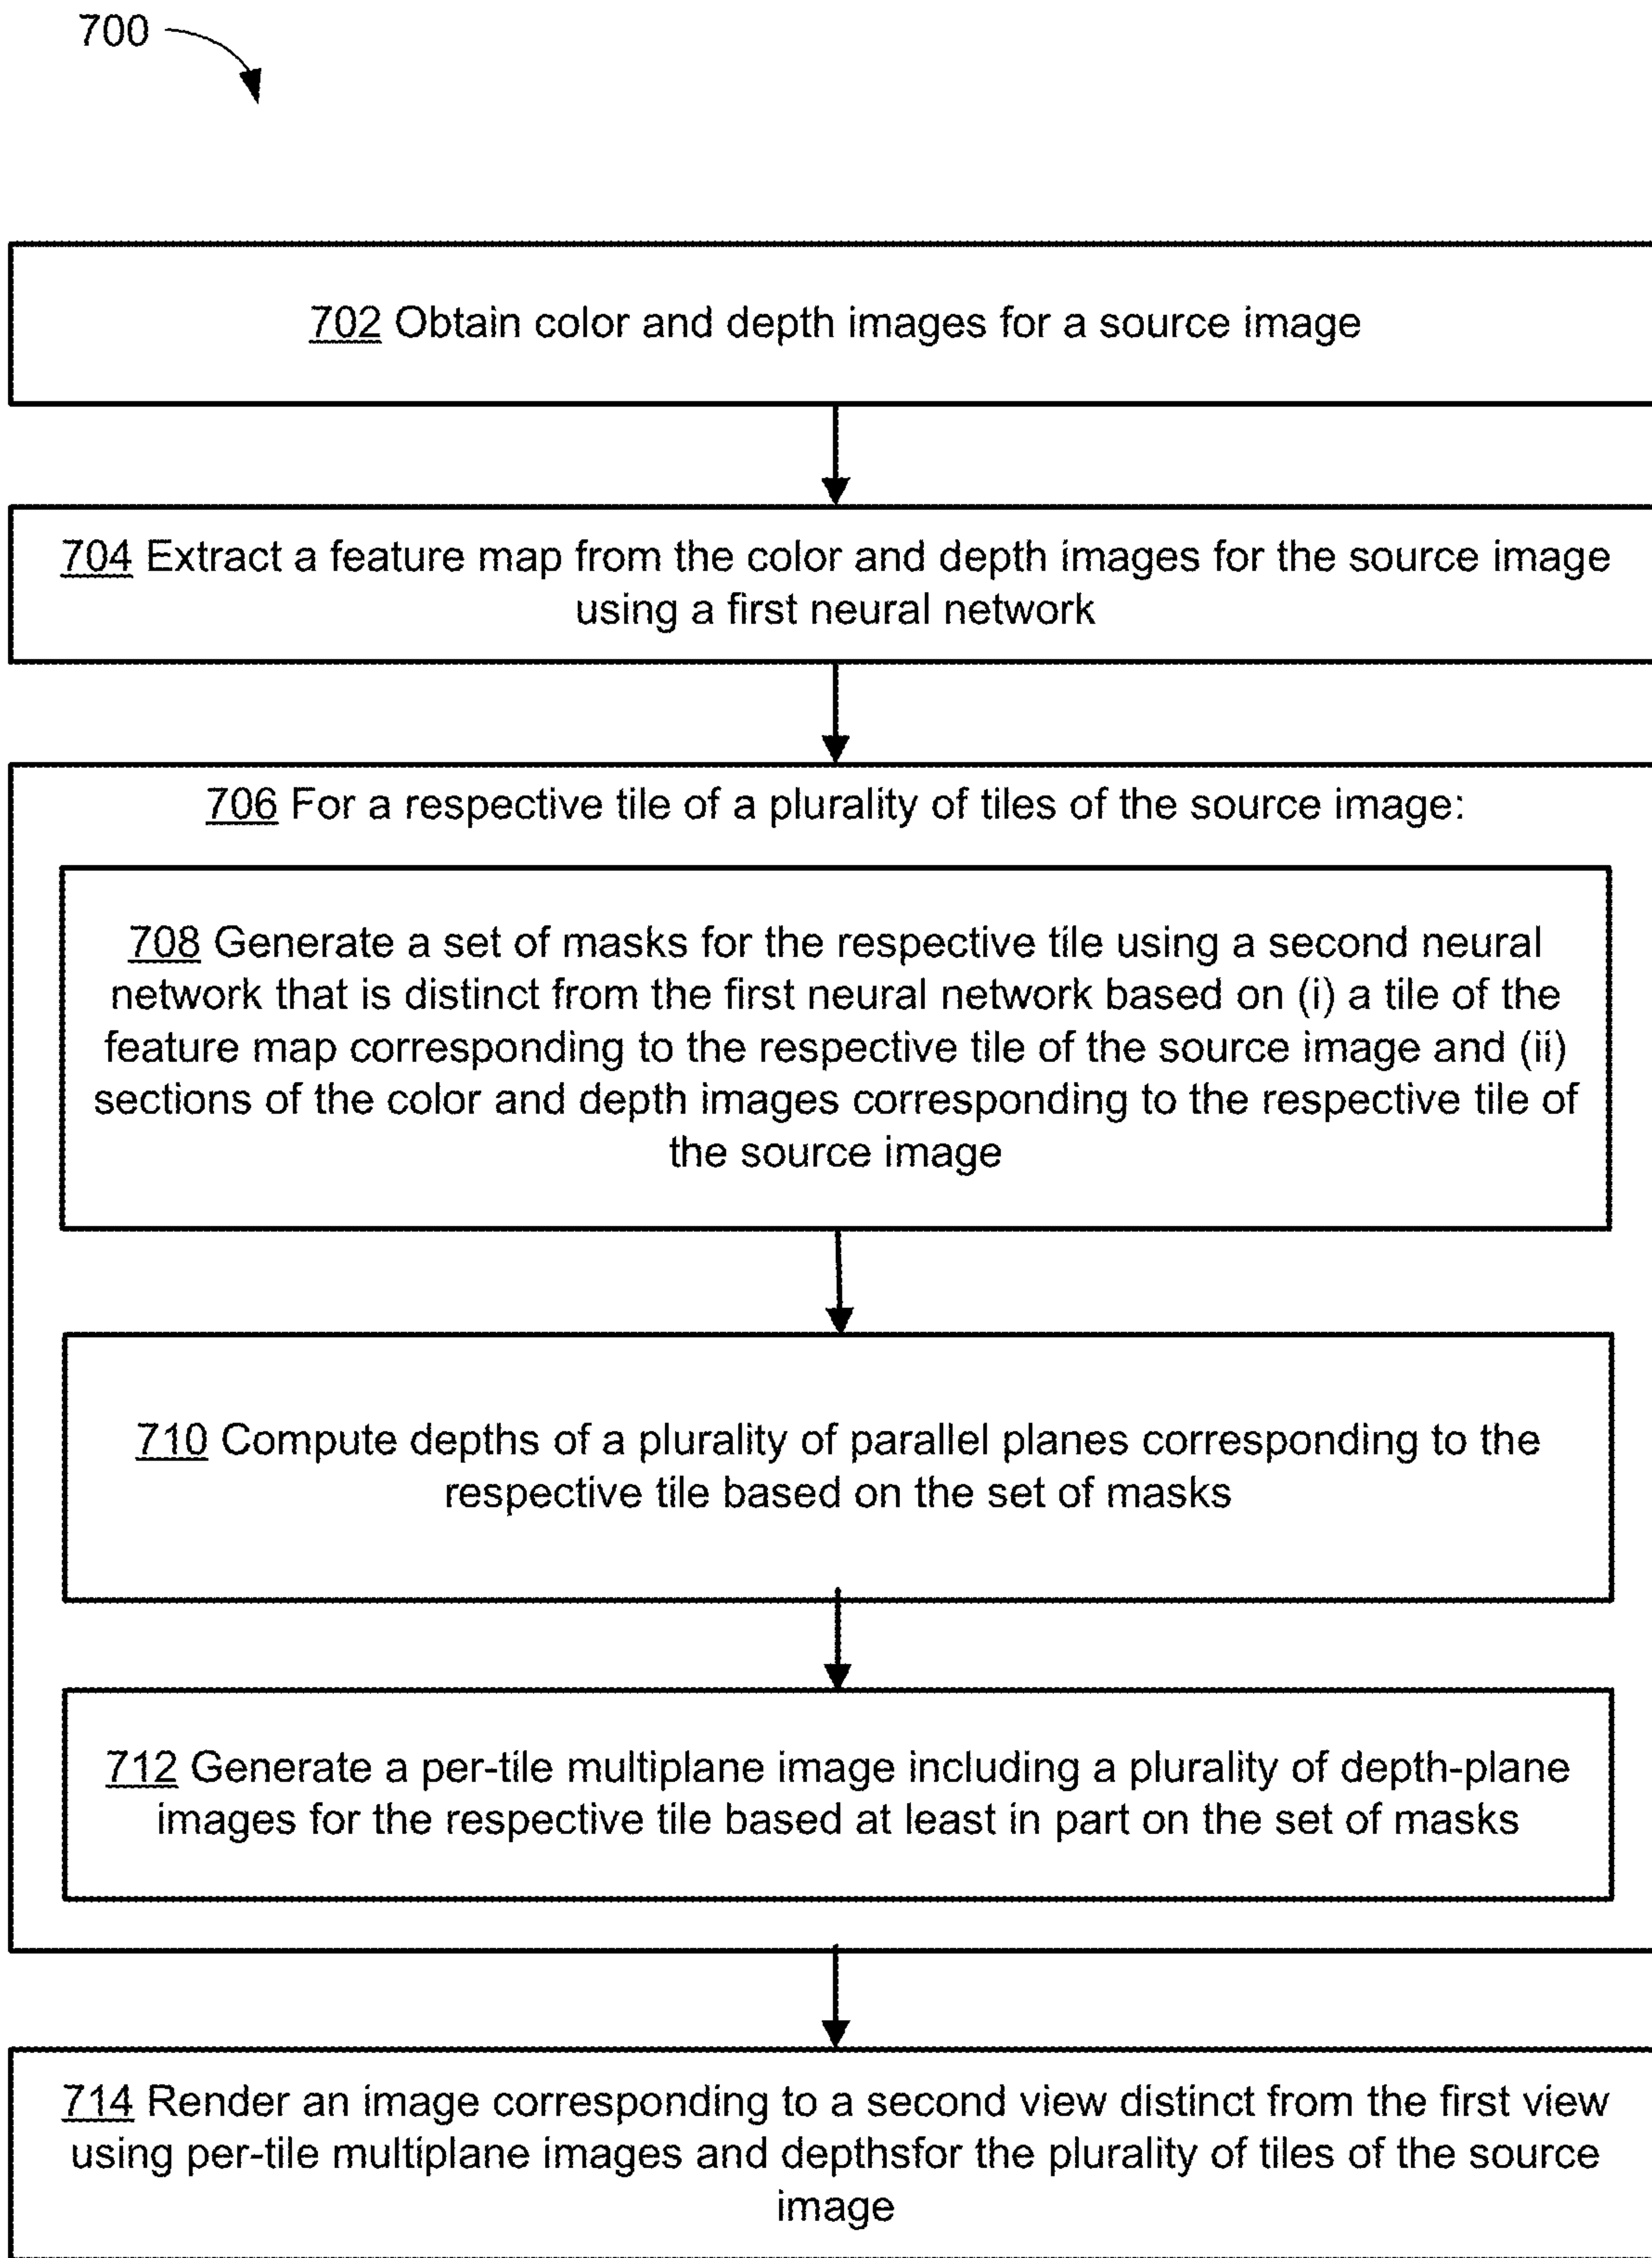 700
702 Obtain color and depth images for a source image
704 Extract a feature map from the color and depth images for the source image
using a first neural network
706 For a respective tile of a plurality of tiles of the source image:
708 Generate a set of masks for the respective tile using a second neural
network that is distinct from the first neural network based on (i) a tile of the
feature map corresponding to the respective tile of the source image and (ii)
sections of the color and depth images corresponding to the respective tile of
the source image
710 Compute depths of a plurality of parallel planes corresponding to the
respective tile based on the set of masks
712 Generate a per-tile multiplane image including a plurality of depth-plane
images for the respective tile based at least in part on the set of masks
714 Render an image corresponding to a second view distinct from the first view
using per-tile multiplane images and depthsfor the plurality of tiles of the source
image